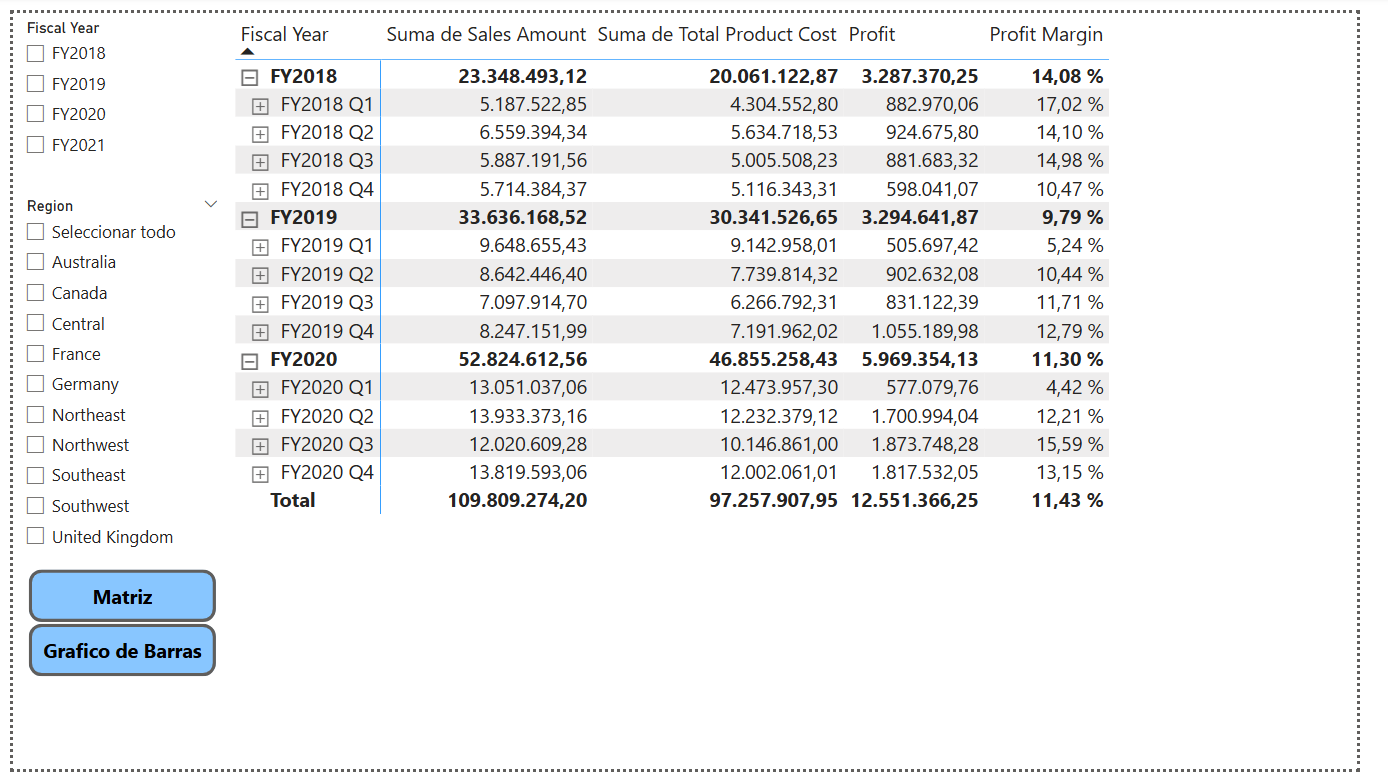 Fiscal Year
FY2018
FY2019
FY2020
FY2021
Region
Seleccionar todo
Australia
Canada
Central
France
Germany
Northeast
Northwest
Southeast
Southwest
United Kingdom
Matriz
Grafico de Barras
Fiscal Year Suma de Sales Amount Suma de Total Product Cost Profit Profit Margin
FY2018 23.348.493,12 20.061.122,87 3.287.370,25 14,08 %
FY2018 Q1 5.187.522,85 4.304.552,80 882.970,06 17,02 %
FY2018 Q2 6.559.394,34 5.634.718,53 924.675,80 14,10 %
FY2018 Q3 5.887.191,56 5.005.508,23 881.683,32 14,98 %
FY2018 Q4 5.714.384,37 5.116.343,31 598.041,07 10,47 %
FY2019 33.636.168,52 30.341.526,65 3.294.641,87 9,79 %
FY2019 Q1 9.648.655,43 9.142.958,01 505.697,42 5,24 %
FY2019 Q2 8.642.446,40 7.739.814,32 902.632,08 10,44 %
FY2019 Q3 7.097.914,70 6.266.792,31 831.122,39 11,71 %
FY2019 Q4 8.247.151,99 7.191.962,02 1.055.189,98 12,79 %
FY2020 52.824.612,56 46.855.258,43 5.969.354,13 11,30 %
FY2020 Q1 13.051.037,06 12.473.957,30 577.079,76 4,42 %
FY2020 Q2 13.933.373,16 12.232.379,12 1.700.994,04 12,21 %
FY2020 Q3 12.020.609,28 10.146.861,00 1.873.748,28 15,59 %
FY2020 Q4 13.819.593,06 12.002.061,01 1.817.532,05 13,15 %
Total 109.809.274,20 97.257.907,95 12.551.366,25 11,43 %